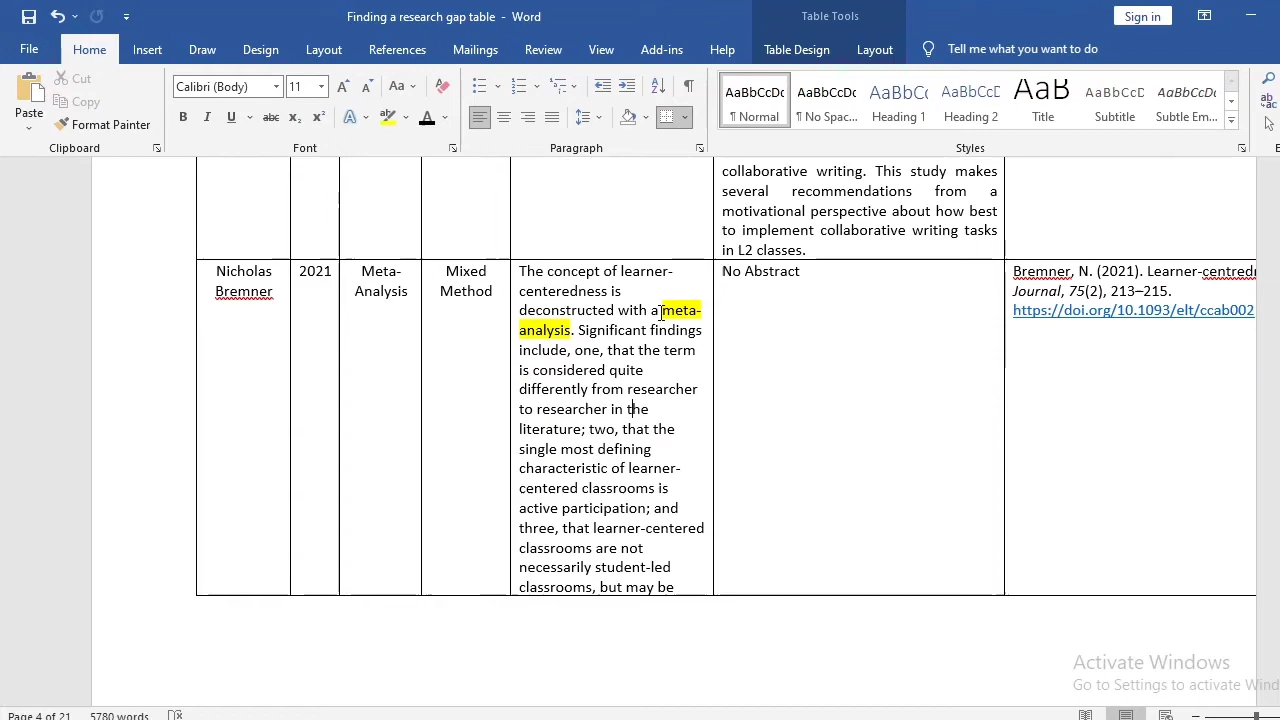 Finding a research gap table - Word
Table Tools
Sign in
File
Home
Insert
Draw
Design
Layout
References
Mailings
Review
View
Add-ins
Help
Table Design
Layout
Tell me what you want to do
Paste
Cut
Copy
Format Painter
Clipboard
Calibri (Body)
11
Font
Paragraph
AaBbCcDc
¶ Normal
AaBbCcDc
¶ No Spac...
AaBbCc
Heading 1
AaBbCcD
Heading 2
AaB
Title
AaBbCcD
Subtitle
AaBbCcDc
Subtle Em...
Styles
collaborative writing. This study makes
several recommendations from a
motivational perspective about how best
to implement collaborative writing tasks
in L2 classes.
Nicholas
Bremner
2021
Meta-
Analysis
Mixed
Method
The concept of learner-
centeredness is
deconstructed with a meta-
analysis. Significant findings
include, one, that the term
is considered quite
differently from researcher
to researcher in the
literature; two, that the
single most defining
characteristic of learner-
centered classrooms is
active participation; and
three, that learner-centered
classrooms are not
necessarily student-led
classrooms, but may be
No Abstract
Bremner, N. (2021). Learner-centredn
Journal, 75(2), 213–215.
https://doi.org/10.1093/elt/ccab002
Activate Windows
Go to Settings to activate Wind
Page 4 of 21
5780 words